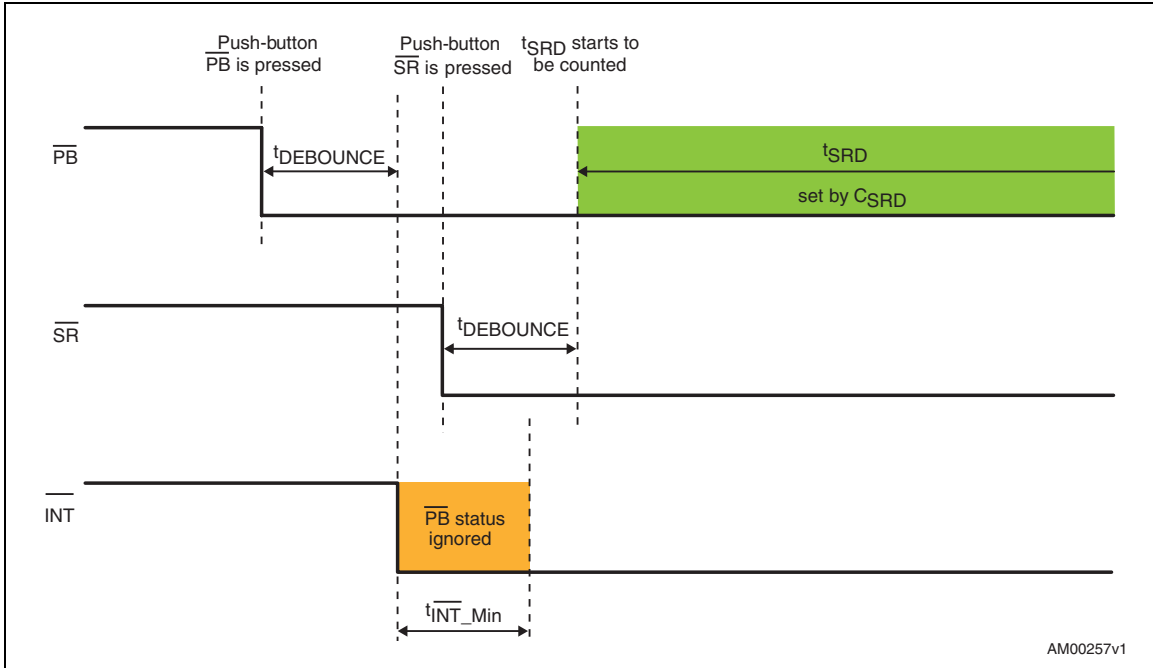 Push-button
PB is pressed
Push-button
SR is pressed
tSRD starts to
be counted
PB
tDEBOUNCE
tSRD
set by CSRD
SR
tDEBOUNCE
INT
PB status
ignored
tINT_Min
AM00257v1